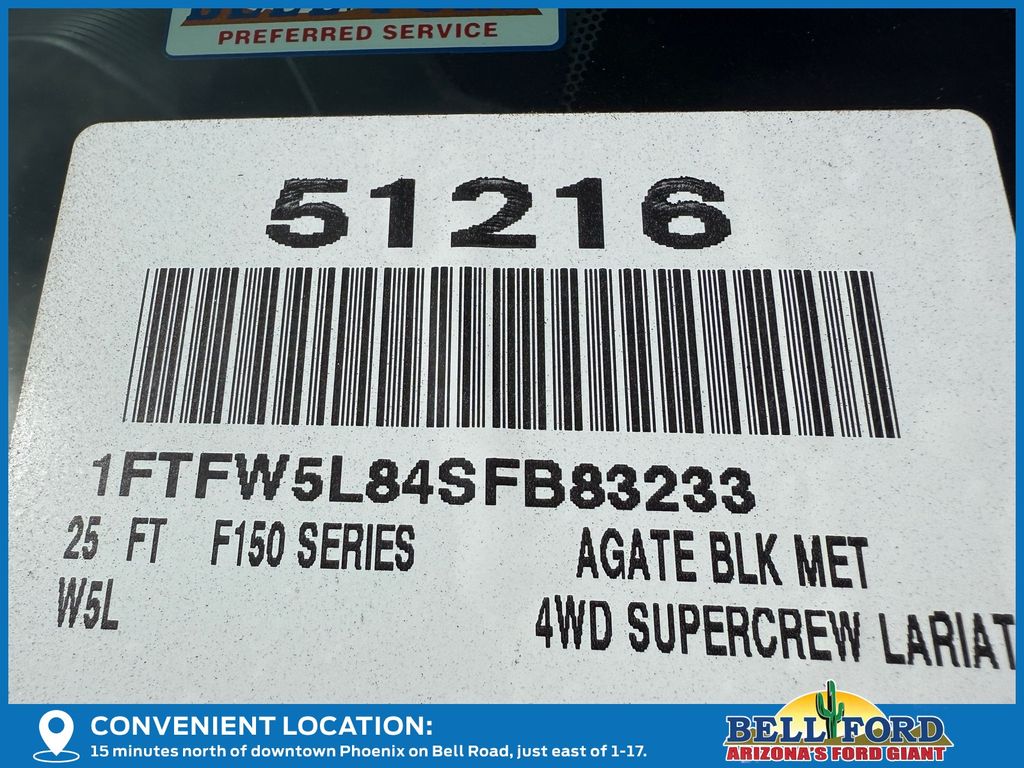 PREFERRED SERVICE
51216
1FTFW5L84SFB83233
25 FT F150 SERIES AGATE BLK MET
W5L 4WD SUPERCREW LARIAT
CONVENIENT LOCATION:
15 minutes north of downtown Phoenix on Bell Road, just east of 1-17.
BELL FORD
ARIZONA'S FORD GIANT